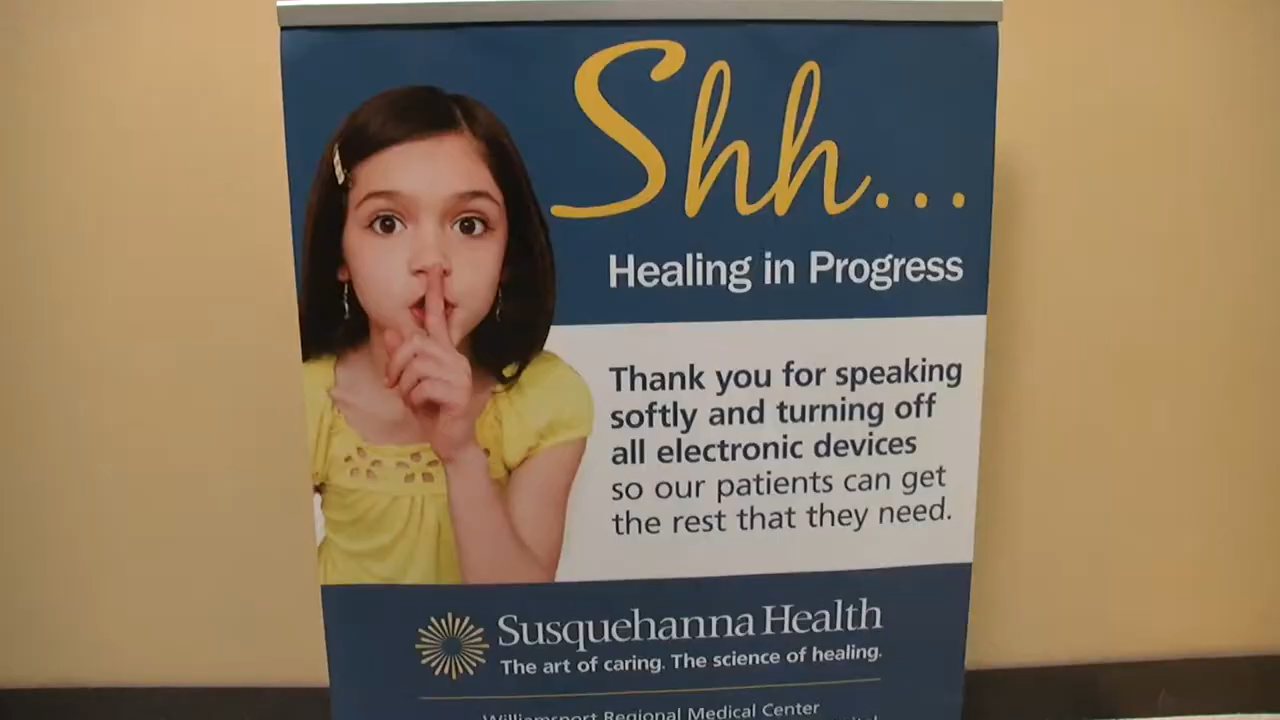 Shh...
Healing in Progress
Thank you for speaking
softly and turning off
all electronic devices
so our patients can get
the rest that they need.
Susquehanna Health
The art of caring. The science of healing.
Williamsport Regional Medical Center